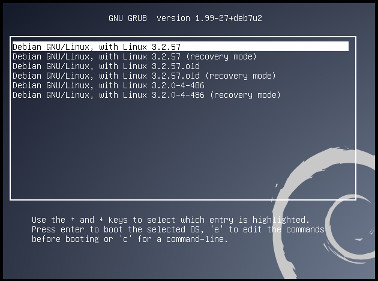 GNU GRUB  version 1.99-27+deb7u2
Debian GNU/Linux, with Linux 3.2.57
Debian GNU/Linux, with Linux 3.2.57 (recovery mode)
Debian GNU/Linux, with Linux 3.2.57.old
Debian GNU/Linux, with Linux 3.2.57.old (recovery mode)
Debian GNU/Linux, with Linux 3.2.0-4-486
Debian GNU/Linux, with Linux 3.2.0-4-486 (recovery mode)
Use the ↑ and ↓ keys to select which entry is highlighted.
Press enter to boot the selected OS, 'e' to edit the commands
before booting or 'c' for a command-line.